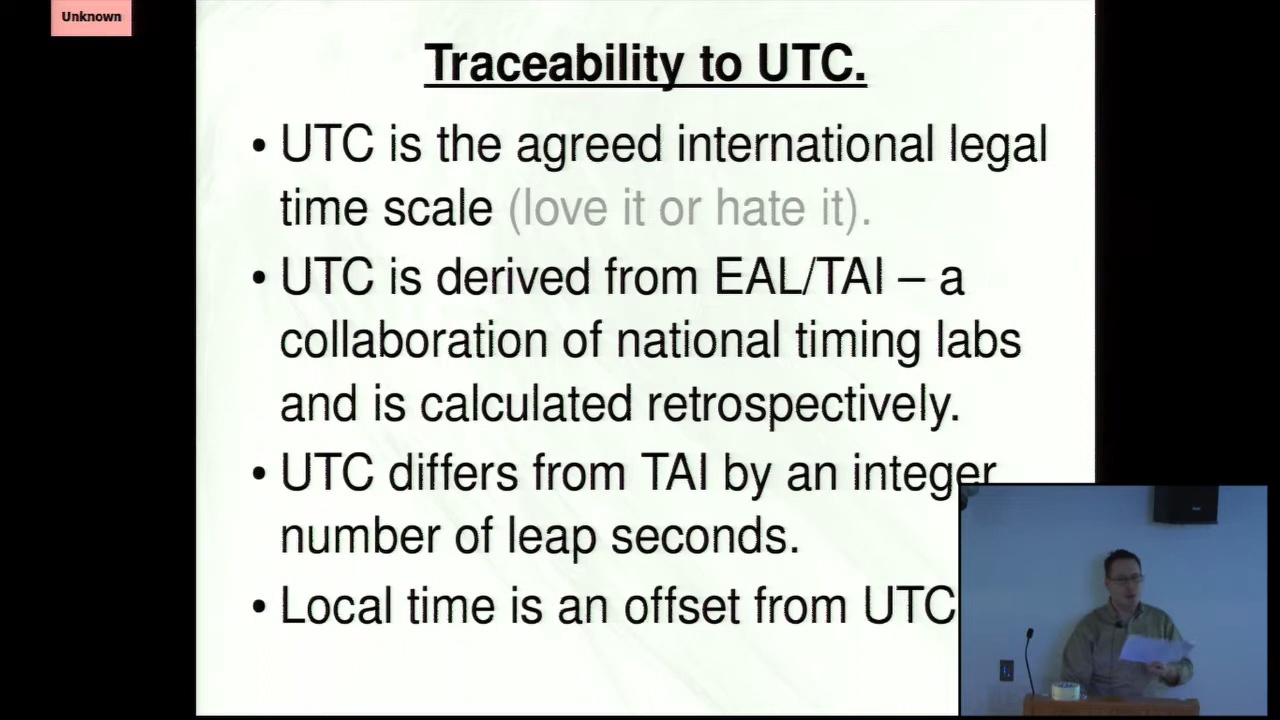 Unknown
Traceability to UTC.
• UTC is the agreed international legal
time scale (love it or hate it).
• UTC is derived from EAL/TAI – a
collaboration of national timing labs
and is calculated retrospectively.
• UTC differs from TAI by an integer
number of leap seconds.
• Local time is an offset from UTC